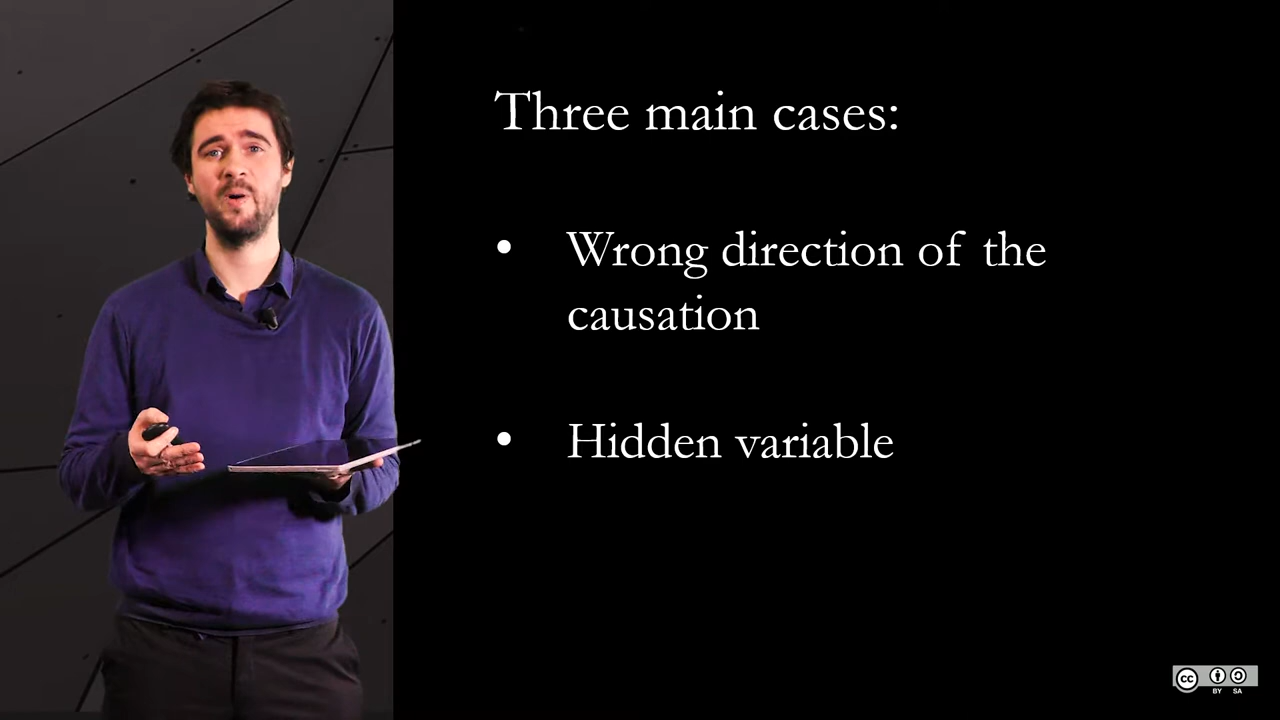 Three main cases:
• Wrong direction of the
causation
• Hidden variable
cc
BY SA